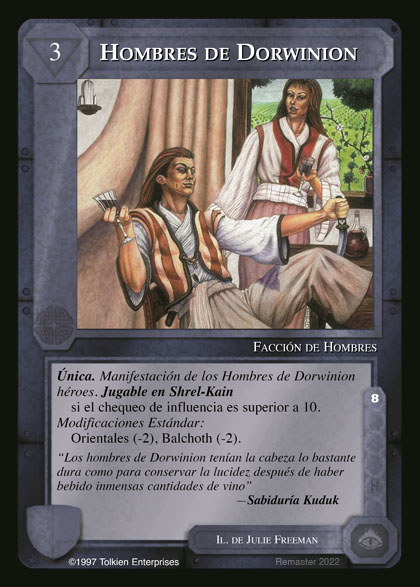 3
HOMBRES DE DORWINION
FACCIÓN DE HOMBRES
Única. Manifestación de los Hombres de Dorwinion
héroes. Jugable en Shrel-Kain
si el chequeo de influencia es superior a 10.
Modificaciones Estándar:
Orientales (-2), Balchoth (-2).
“Los hombres de Dorwinion tenían la cabeza lo bastante
dura como para conservar la lucidez después de haber
bebido inmensas cantidades de vino”
–Sabiduría Kuduk
8
H
IL. DE JULIE FREEMAN
©1997 Tolkien Enterprises
Remaster 2022